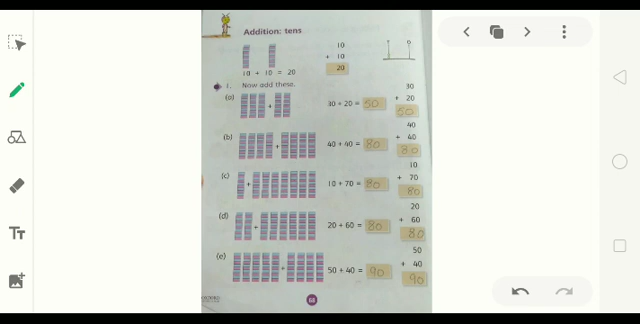 Addition: tens
10 + 10 = 20
10
+ 10
20
1. Now add these.
(a) 30 + 20 = 50
30
+ 20
50
(b) 40 + 40 = 80
40
+ 40
80
(c) 10 + 70 = 80
10
+ 70
80
(d) 20 + 60 = 80
20
+ 60
80
(e) 50 + 40 = 90
50
+ 40
90
Tт